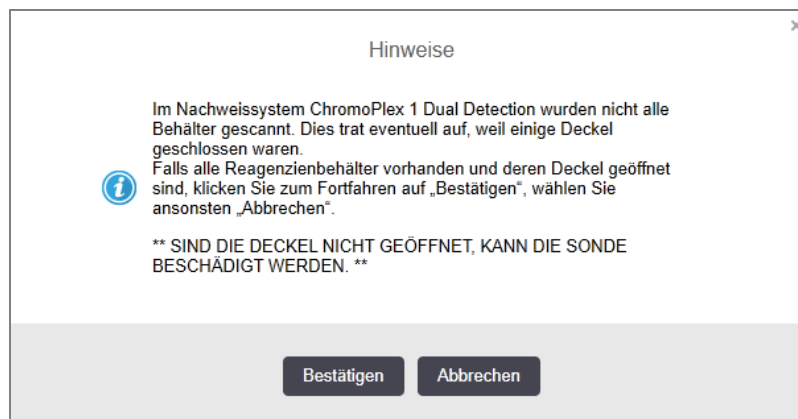 Hinweise
Im Nachweissystem ChromoPlex 1 Dual Detection wurden nicht alle
Behälter gescannt. Dies trat eventuell auf, weil einige Deckel
geschlossen waren.
Falls alle Reagenzienbehälter vorhanden und deren Deckel geöffnet
sind, klicken Sie zum Fortfahren auf „Bestätigen“, wählen Sie
ansonsten „Abbrechen“.
** SIND DIE DECKEL NICHT GEÖFFNET, KANN DIE SONDE
BESCHÄDIGT WERDEN. **
Bestätigen
Abbrechen